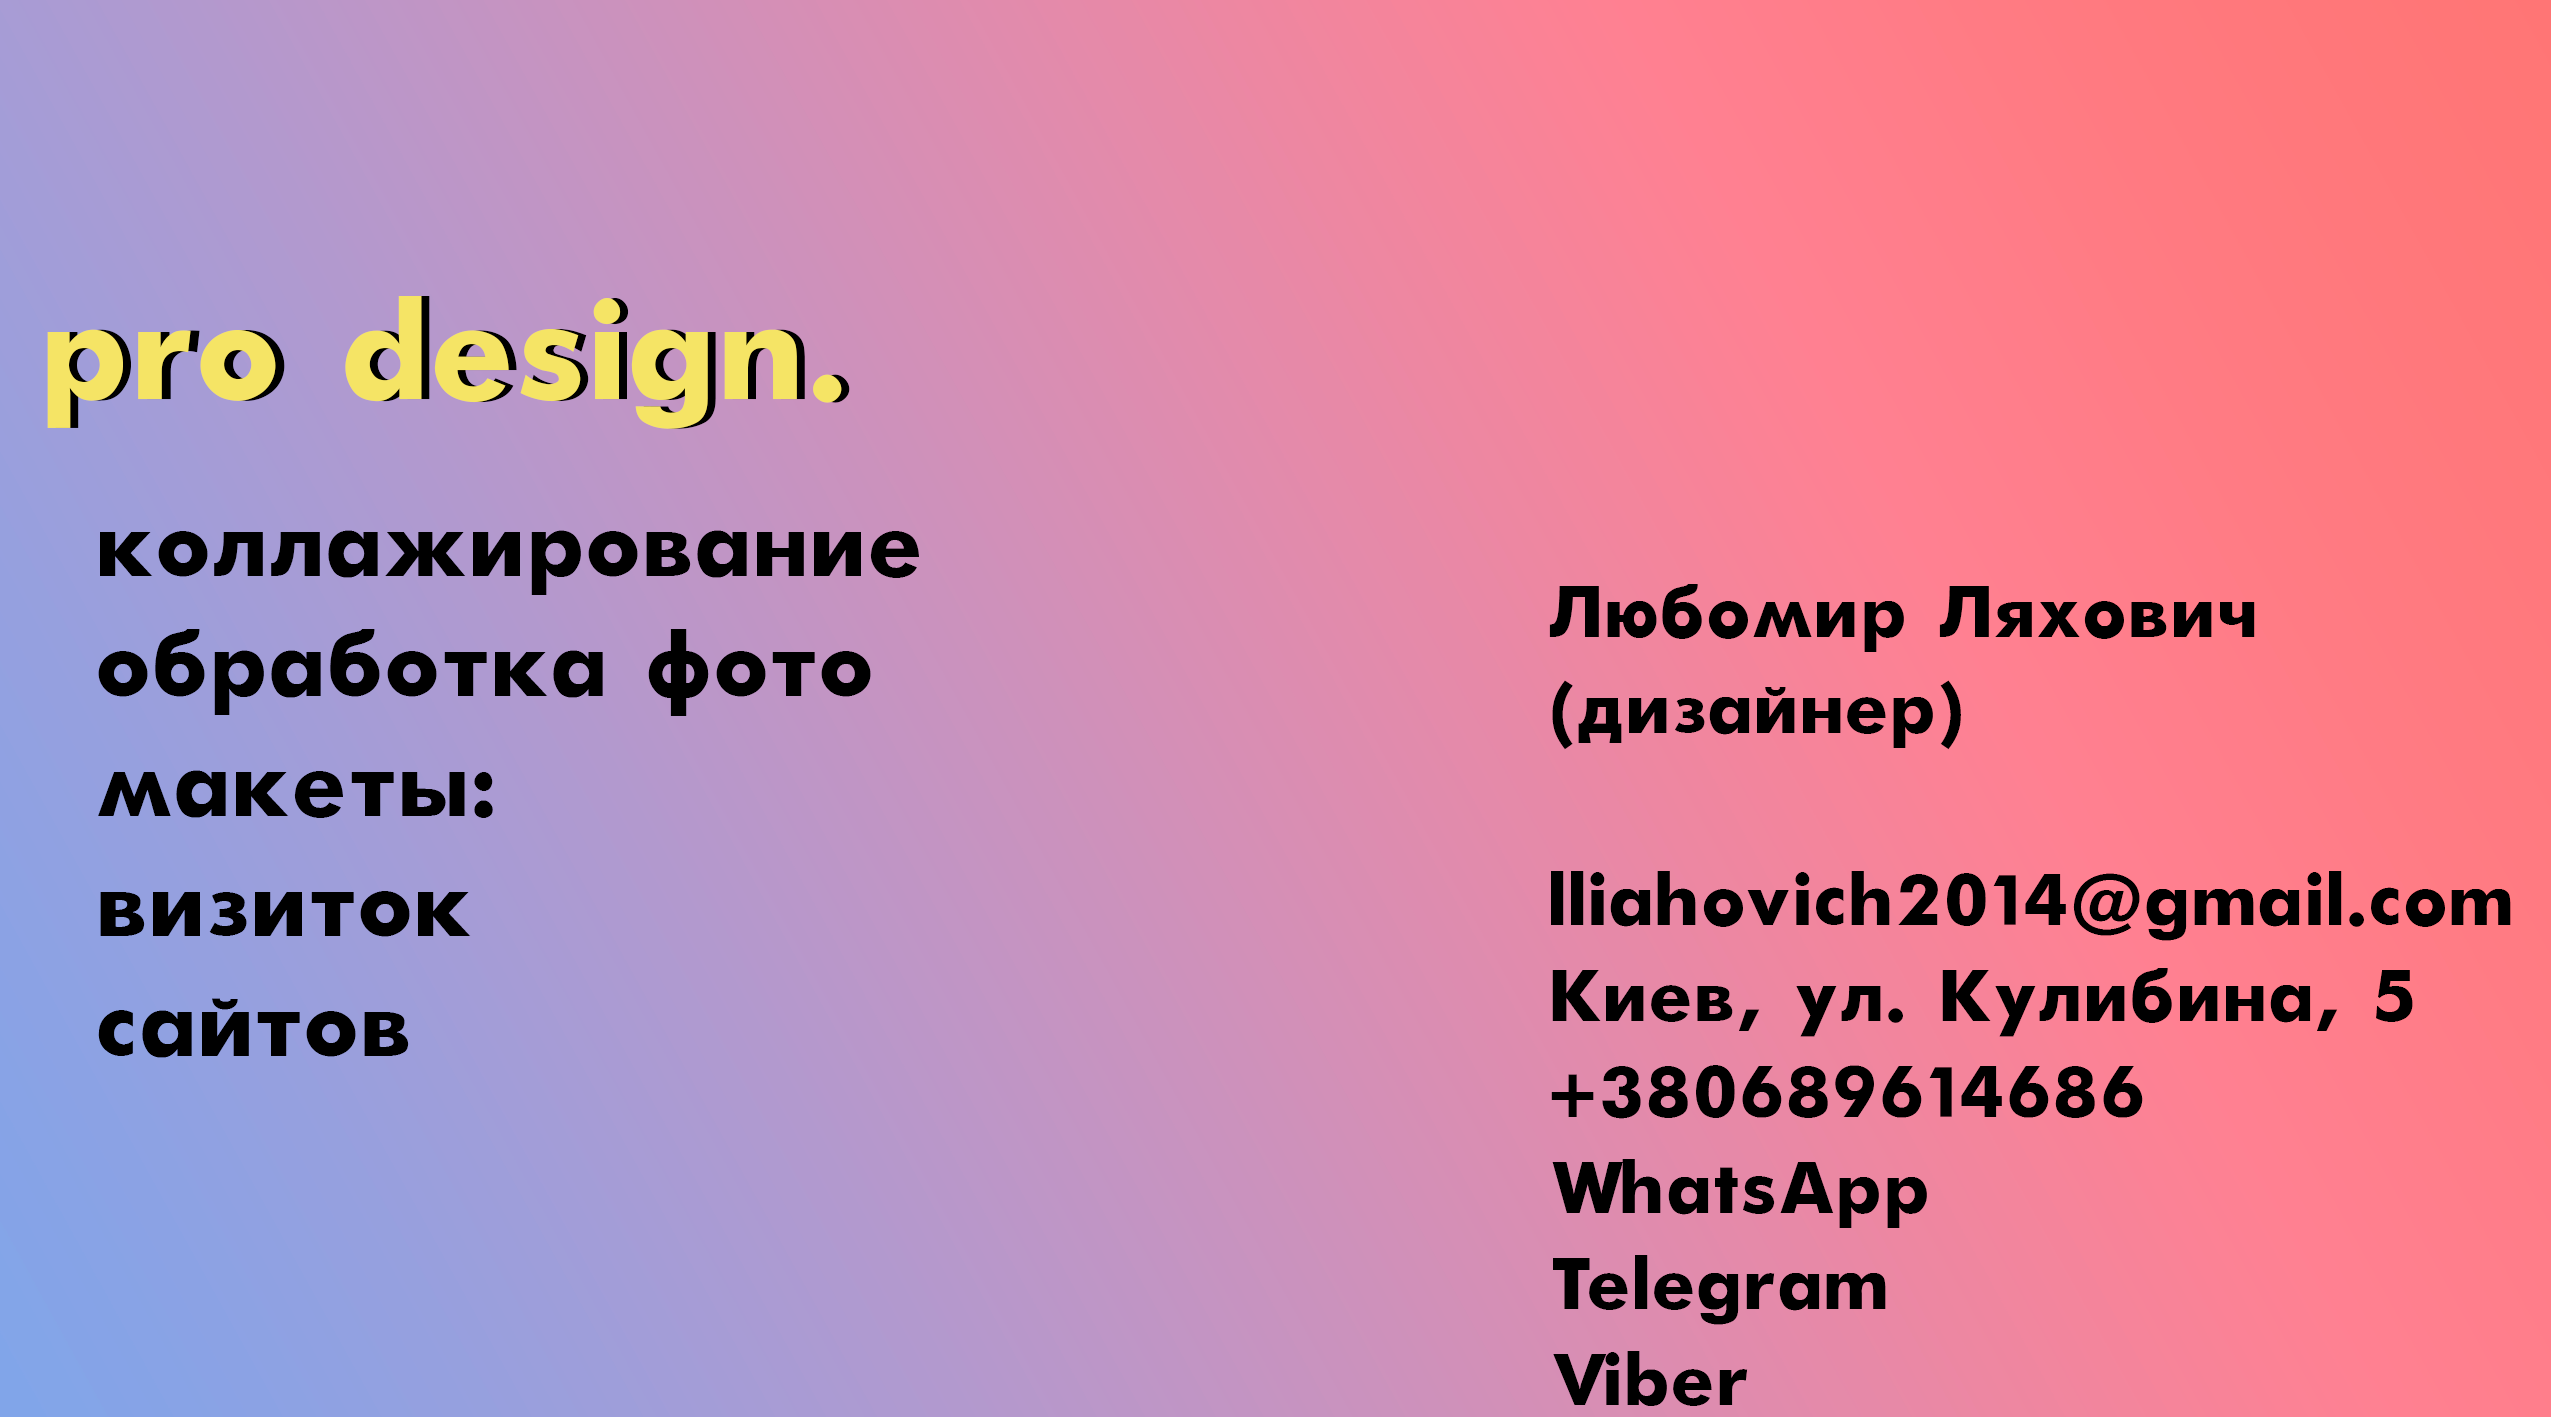 pro design.
коллажирование
обработка фото
макеты:
визиток
сайтов
Любомир Ляхович
(дизайнер)
lliahovich2014@gmail.com
Киев, ул. Кулибина, 5
+380689614686
WhatsApp
Telegram
Viber